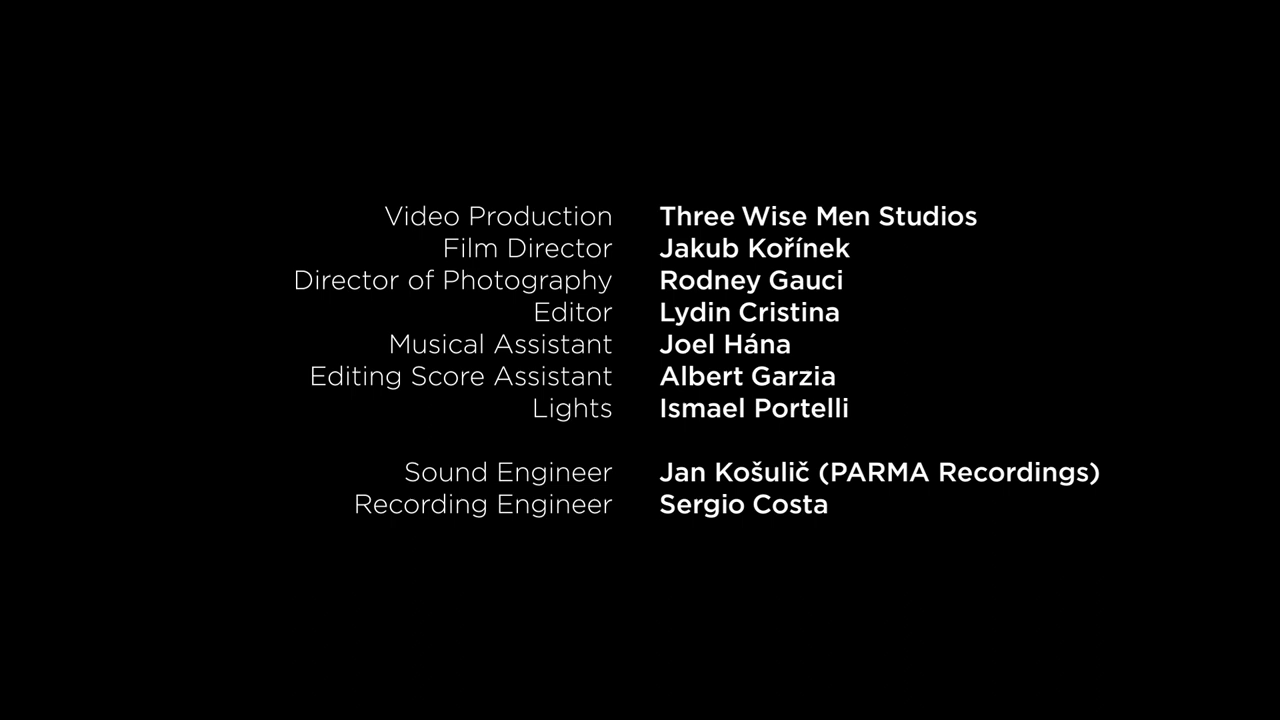 Video Production Three Wise Men Studios
Film Director Jakub Kořínek
Director of Photography Rodney Gauci
Editor Lydin Cristina
Musical Assistant Joel Hána
Editing Score Assistant Albert Garzia
Lights Ismael Portelli
Sound Engineer Jan Košulič (PARMA Recordings)
Recording Engineer Sergio Costa